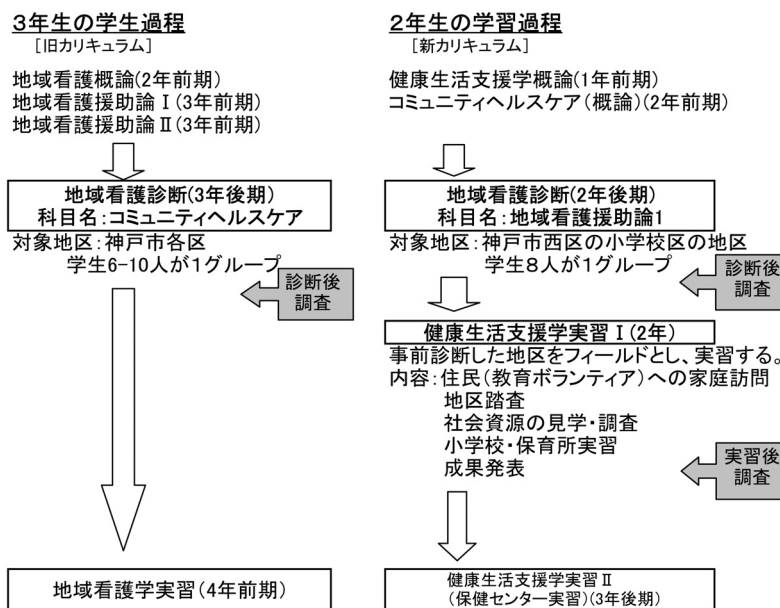 3年生の学生過程
[旧カリキュラム]
地域看護概論(2年前期)
地域看護援助論Ⅰ(3年前期)
地域看護援助論Ⅱ(3年前期)
地域看護診断(3年後期)
科目名:コミュニティヘルスケア
対象地区:神戸市各区
学生6-10人が1グループ
診断後
調査
地域看護学実習(4年前期)
2年生の学習過程
[新カリキュラム]
健康生活支援学概論(1年前期)
コミュニティヘルスケア(概論)(2年前期)
地域看護診断(2年後期)
科目名:地域看護援助論1
対象地区:神戸市西区の小学校区の地区
学生8人が1グループ
診断後
調査
健康生活支援学実習Ⅰ(2年)
事前診断した地区をフィールドとし、実習する。
内容:住民(教育ボランティア)への家庭訪問
地区踏査
社会資源の見学・調査
小学校・保育所実習
成果発表
実習後
調査
健康生活支援学実習Ⅱ
(保健センター実習)(3年後期)